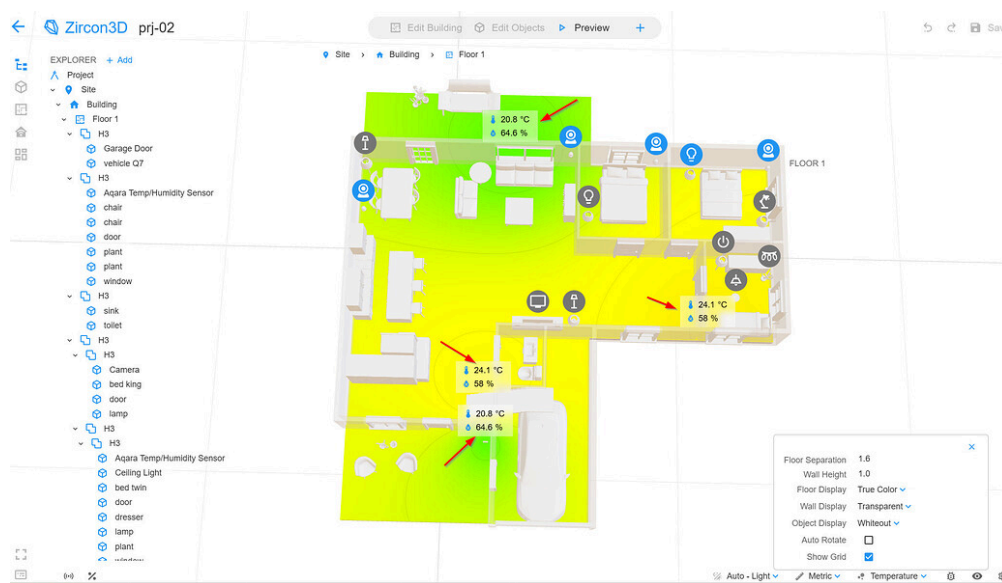 Zircon3D prj-02
Edit Building Edit Objects Preview +
Site > Building > Floor 1
EXPLORER + Add
Project
Site
Building
Floor 1
H3
Garage Door
vehicle Q7
H3
Aqara Temp/Humidity Sensor
chair
chair
door
plant
plant
window
H3
sink
toilet
H3
H3
Camera
bed king
door
lamp
H3
H3
Aqara Temp/Humidity Sensor
Ceiling Light
bed twin
door
dresser
lamp
plant
20.8 °C
64.6 %
FLOOR 1
24.1 °C
58 %
24.1 °C
58 %
20.8 °C
64.6 %
Floor Separation 1.6
Wall Height 1.0
Floor Display True Color
Wall Display Transparent
Object Display Whiteout
Auto Rotate
Show Grid
Auto - Light Metric Temperature